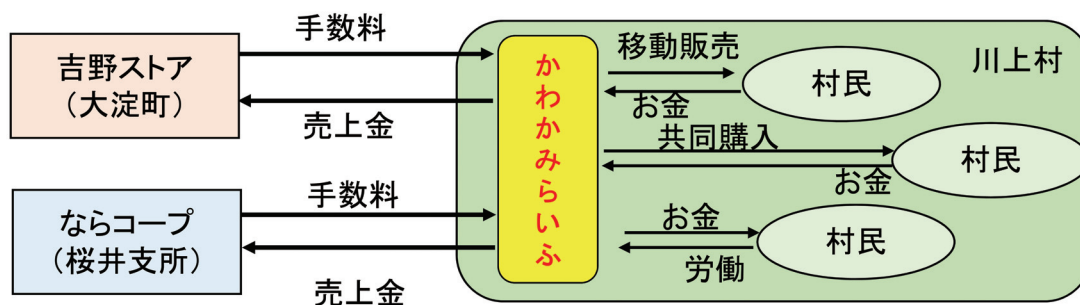 手数料
吉野ストア
(大淀町)
売上金
手数料
ならコープ
(桜井支所)
売上金
かわかみらいふ
移動販売
お金
村民
川上村
共同購入
お金
村民
お金
労働
村民